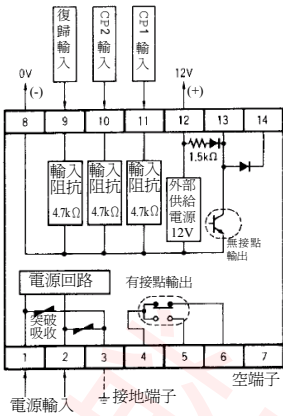 復歸輸入
CP2輸入
CP1輸入
0V
12V
(-)
(+)
8
9
10
11
12
13
14
1.5kΩ
輸入
阻抗
4.7kΩ
輸入
阻抗
4.7kΩ
輸入
阻抗
4.7kΩ
外部
供給
電源
12V
無接點
輸出
電源回路
有接點輸出
突破
吸收
1
2
3
4
5
6
7
空端子
接地端子
電源輸入